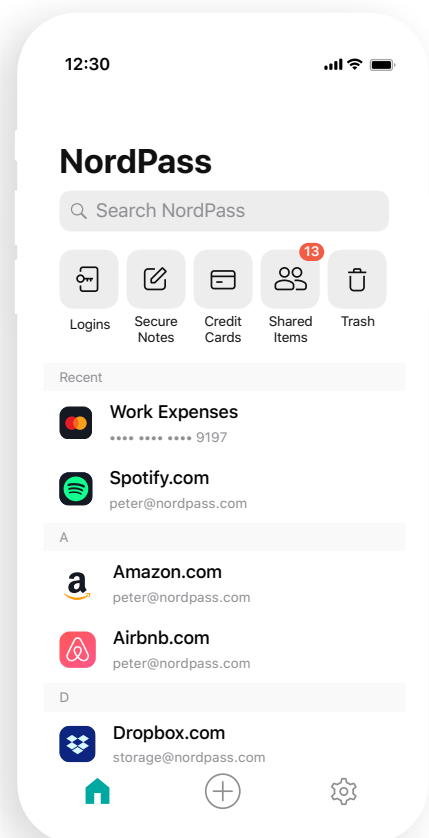 12:30
NordPass
Search NordPass
13
Logins
Secure
Notes
Credit
Cards
Shared
Items
Trash
Recent
Work Expenses
•••• •••• •••• 9197
Spotify.com
peter@nordpass.com
A
Amazon.com
peter@nordpass.com
Airbnb.com
peter@nordpass.com
D
Dropbox.com
storage@nordpass.com